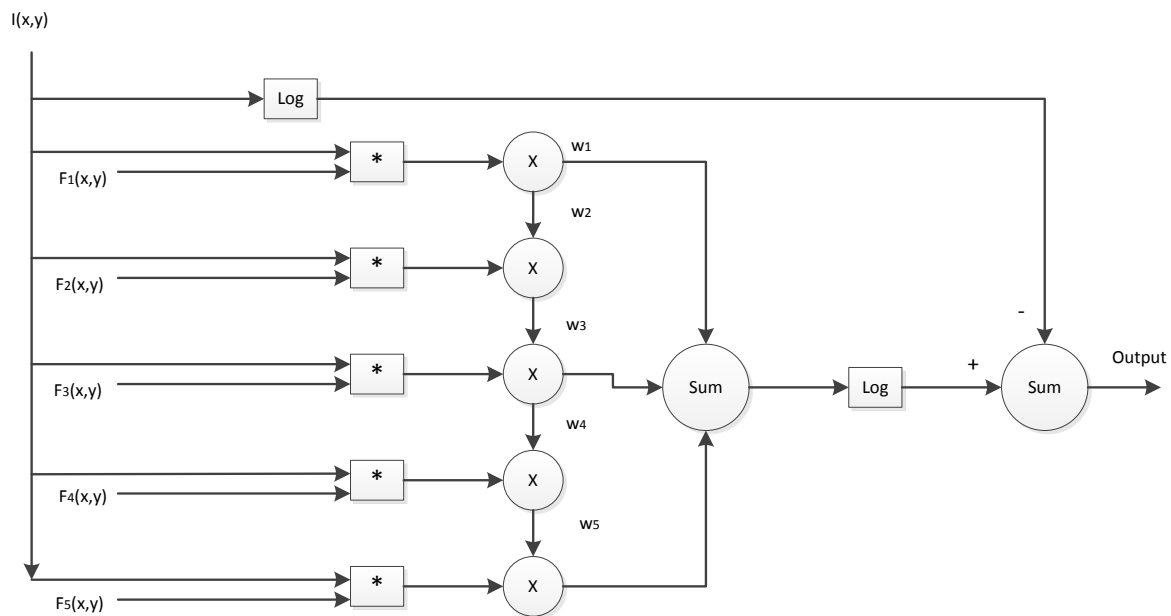 I(x,y)
Log
*
X
w1
F1(x,y)
w2
*
X
F2(x,y)
w3
-
*
X
Sum
Log
+
Sum
Output
F3(x,y)
w4
*
X
F4(x,y)
w5
*
X
F5(x,y)